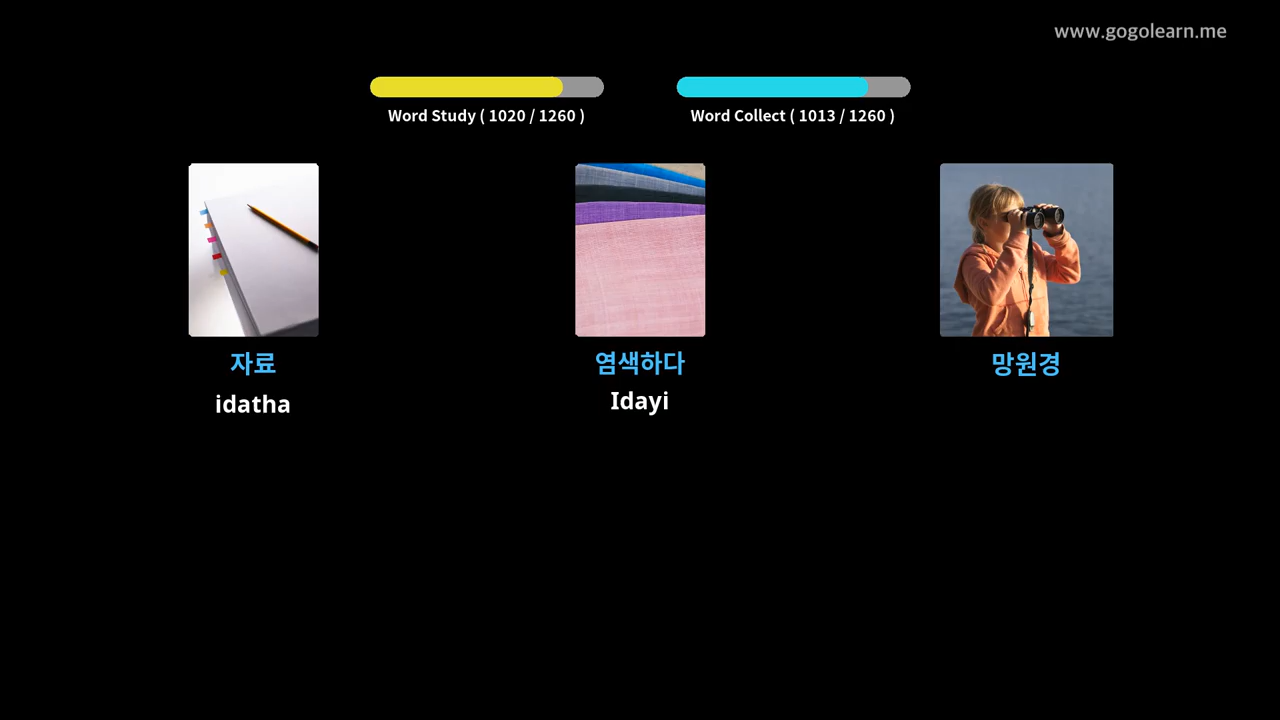 www.gogolearn.me
Word Study ( 1020 / 1260 )
Word Collect ( 1013 / 1260 )
자료
염색하다
망원경
idatha
Idayi